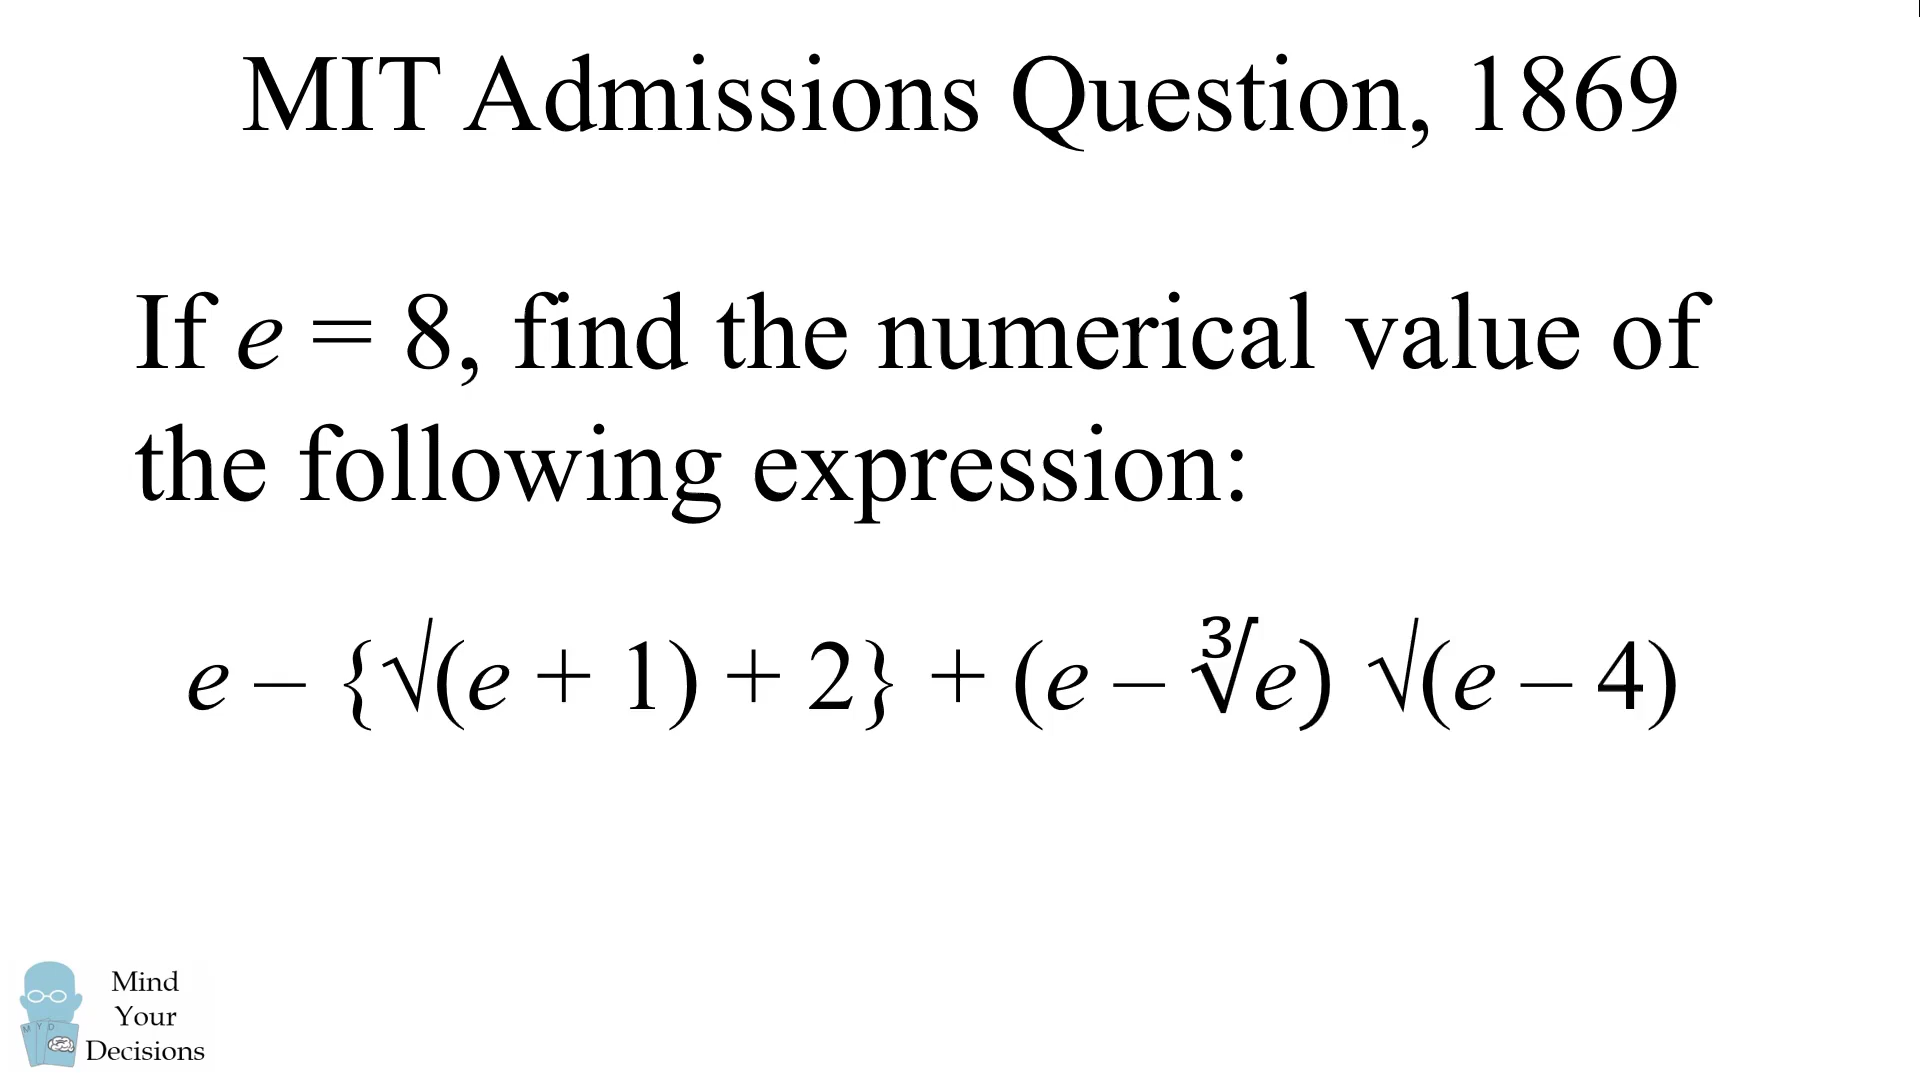 MIT Admissions Question, 1869
If e = 8, find the numerical value of
the following expression:
e – {√(e + 1) + 2} + (e – ∛e) √(e – 4)
M Y D
Mind
Your
Decisions